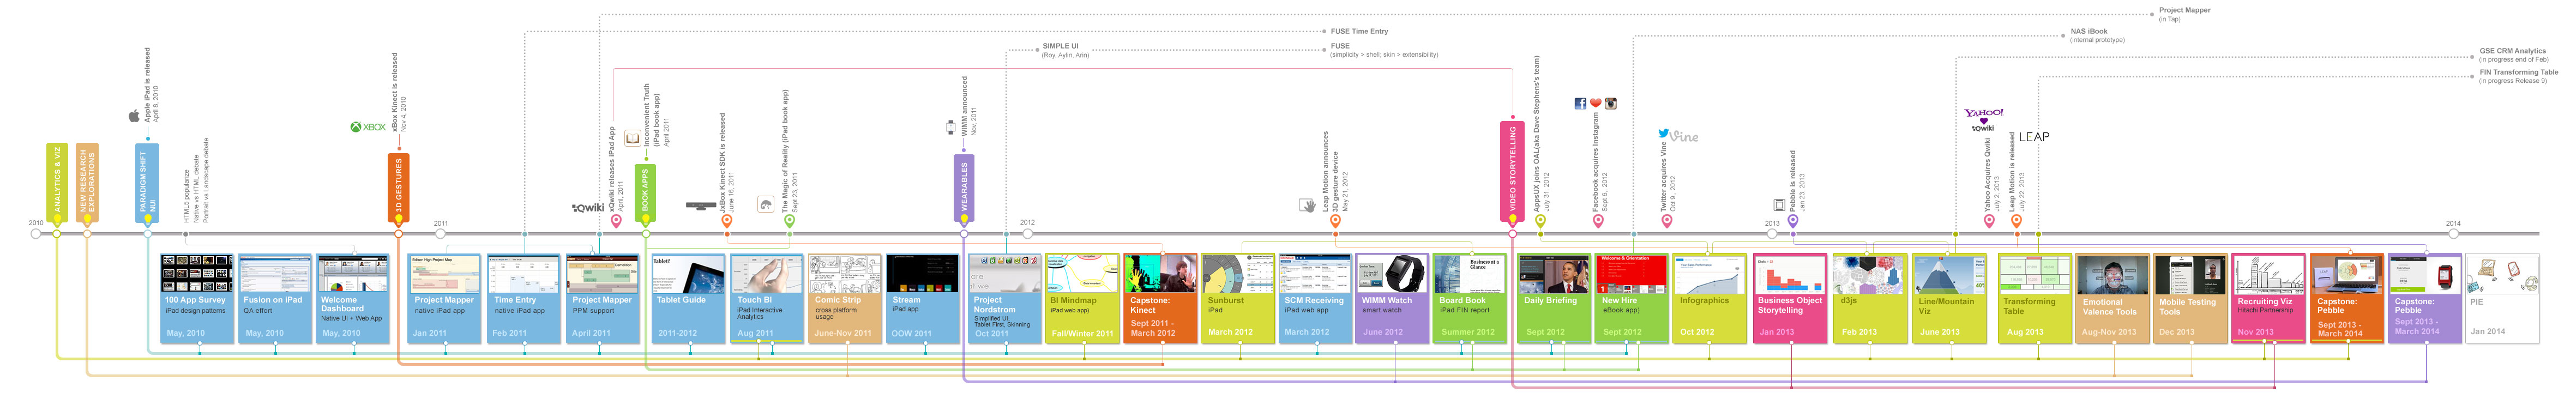 Project Mapper
(in Tap)
FUSE Time Entry
NAS iBook
(internal prototype)
SIMPLE UI
(Roy, Aylin, Arin)
FUSE
(simplicity > shell, skin > extensibility)
GSE CRM Analytics
(in progress end of Feb)
FIN Transforming Table
(in progress Release 9)
2010
ANALYTICS & VIZ
NEW RESEARCH
EXPLORATIONS
Apple iPad is released
April 8, 2010
PARADIGM SHIFT
NUI
HTML5 popularize
Native vs HTML debate
Portrait vs Landscape debate
XBOX
xBox Kinect is released
Nov 4, 2010
3D GESTURES
2011
Qwiki
xQwiki releases iPad App
April, 2011
Inconvenient Truth
(iPad book app)
April 2011
BOOK APPS
JxBox Kinect SDK is released
June 16, 2011
The Magic of Reality (iPad book app)
Sept 23, 2011
WIMM announced
Nov, 2011
WEARABLES
2012
Leap Motion announces
3D gesture device
May 21, 2012
VIDEO STORYTELLING
AppsUX joins OAL(aka Dave Stephens's team)
July 31, 2012
Facebook acquires Instagram
Sept 6, 2012
Vine
Twitter acquires Vine
Oct 9, 2012
2013
Pebble is released
Jan 23, 2013
YAHOO!
Qwiki
Yahoo Acquires Qwiki
July 2, 2013
LEAP
Leap Motion is released
July 22, 2013
2014
100 App Survey
iPad design patterns
May, 2010
Fusion on iPad
QA effort
May, 2010
Welcome
Dashboard
Native UI + Web App
May, 2010
Edison High Project Map
Project Mapper
native iPad app
Jan 2011
Time Entry
native iPad app
Feb 2011
Project Mapper
PPM support
April 2011
Tablet?
Tablet Guide
2011-2012
Touch BI
iPad Interactive
Analytics
Aug 2011
Comic Strip
cross platform
usage
June-Nov 2011
Stream
iPad app
OOW 2011
Project
Nordstrom
Simplified UI,
Tablet First, Skinning
Oct 2011
BI Mindmap
iPad web app)
Fall/Winter 2011
Capstone:
Kinect
Sept 2011 -
March 2012
Sunburst
iPad
March 2012
SCM Receiving
iPad web app
March 2012
WIMM Watch
smart watch
June 2012
Business at a
Glance
Board Book
iPad FIN report
Summer 2012
Daily Briefing
Sept 2012
Welcome & Orientation
New Hire
eBook app)
Sept 2012
Infographics
Oct 2012
Business Object
Storytelling
Jan 2013
d3js
Feb 2013
Line/Mountain
Viz
June 2013
Transforming
Table
Aug 2013
Emotional
Valence Tools
Aug-Nov 2013
Mobile Testing
Tools
Dec 2013
Recruiting Viz
Hitachi Partnership
Nov 2013
Capstone:
Pebble
Sept 2013 -
March 2014
Capstone:
Pebble
Sept 2013 -
March 2014
PIE
Jan 2014